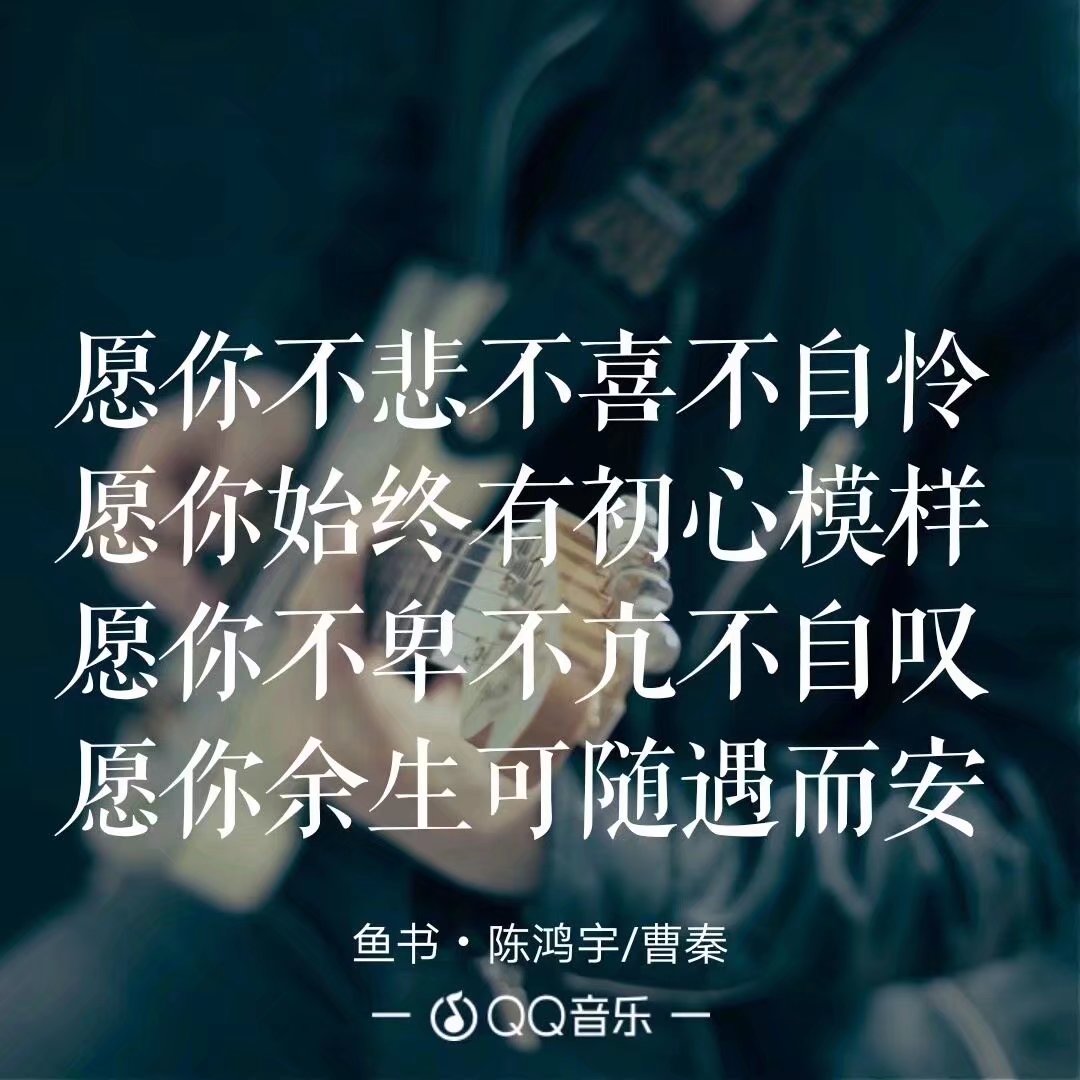 愿你不悲不喜不自怜
愿你始终有初心模样
愿你不卑不亢不自叹
愿你余生可随遇而安
鱼书·陈鸿宇/曹秦
— QQ音乐 —